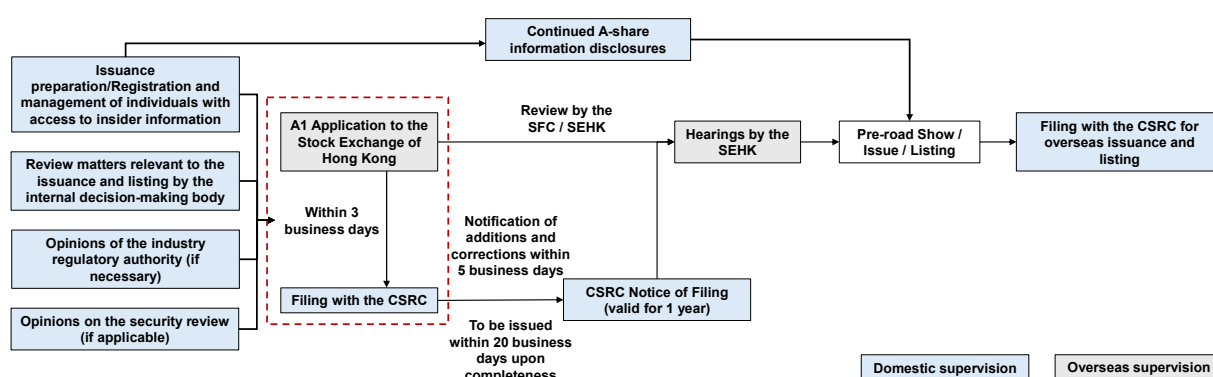 Continued A-share
information disclosures
Issuance
preparation/Registration and
management of individuals with
access to insider information
A1 Application to the
Stock Exchange of
Hong Kong
Review by the
SFC / SEHK
Hearings by the
SEHK
Pre-road Show /
Issue / Listing
Filing with the CSRC for
overseas issuance and
listing
Review matters relevant to the
issuance and listing by the
internal decision-making body
Within 3
business days
Notification of
additions and
corrections within
5 business days
Opinions of the industry
regulatory authority (if
necessary)
Filing with the CSRC
CSRC Notice of Filing
(valid for 1 year)
Opinions on the security review
(if applicable)
To be issued
within 20 business
days upon
completeness
Domestic supervision
Overseas supervision